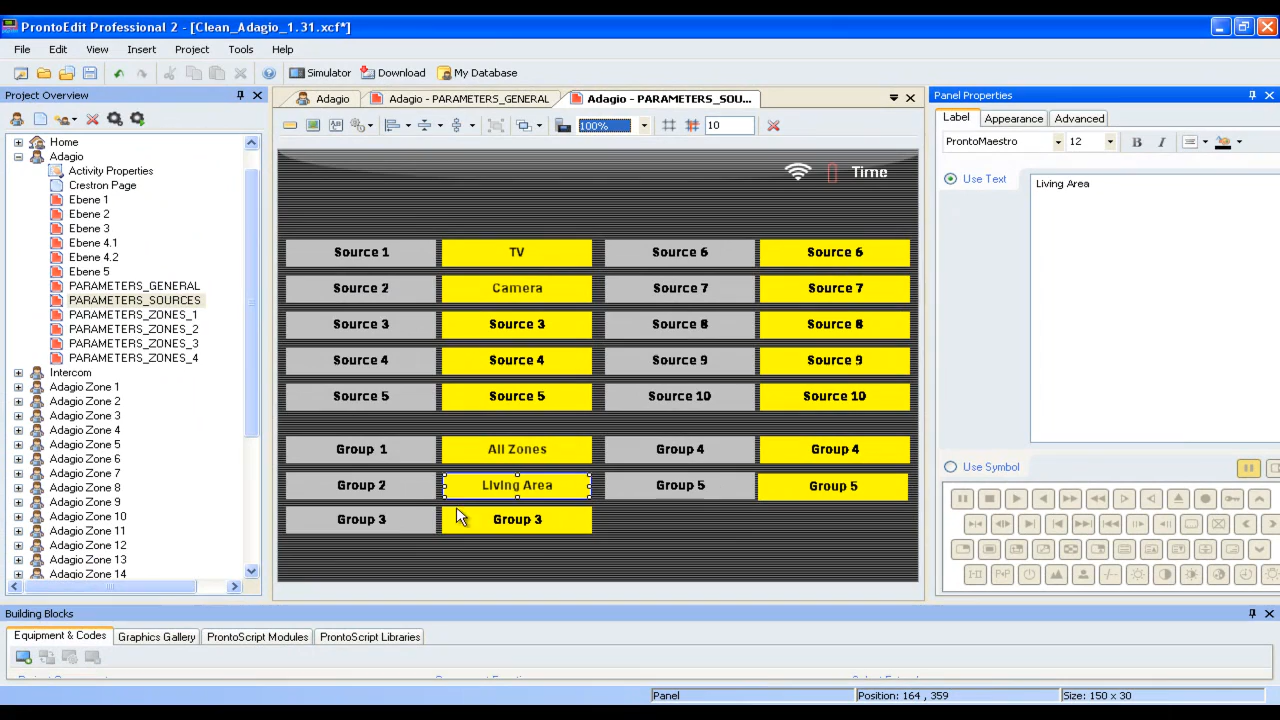 ProntoEdit Professional 2 - [Clean_Adagio_1.31.xcf*]
File Edit View Insert Project Tools Help
Simulator Download My Database
Project Overview
Home
Adagio
Activity Properties
Crestron Page
Ebene 1
Ebene 2
Ebene 3
Ebene 4.1
Ebene 4.2
Ebene 5
PARAMETERS_GENERAL
PARAMETERS_SOURCES
PARAMETERS_ZONES_1
PARAMETERS_ZONES_2
PARAMETERS_ZONES_3
PARAMETERS_ZONES_4
Intercom
Adagio Zone 1
Adagio Zone 2
Adagio Zone 3
Adagio Zone 4
Adagio Zone 5
Adagio Zone 6
Adagio Zone 7
Adagio Zone 8
Adagio Zone 9
Adagio Zone 10
Adagio Zone 11
Adagio Zone 12
Adagio Zone 13
Adagio Zone 14
Adagio Adagio - PARAMETERS_GENERAL Adagio - PARAMETERS_SOU...
100% 10
Time
Source 1 TV Source 6 Source 6
Source 2 Camera Source 7 Source 7
Source 3 Source 3 Source 8 Source 8
Source 4 Source 4 Source 9 Source 9
Source 5 Source 5 Source 10 Source 10
Group 1 All Zones Group 4 Group 4
Group 2 Living Area Group 5 Group 5
Group 3 Group 3
Panel Properties
Label Appearance Advanced
ProntoMaestro 12 B I
Use Text Living Area
Use Symbol
Building Blocks
Equipment & Codes Graphics Gallery ProntoScript Modules ProntoScript Libraries
Panel Position: 164 , 359 Size: 150 x 30